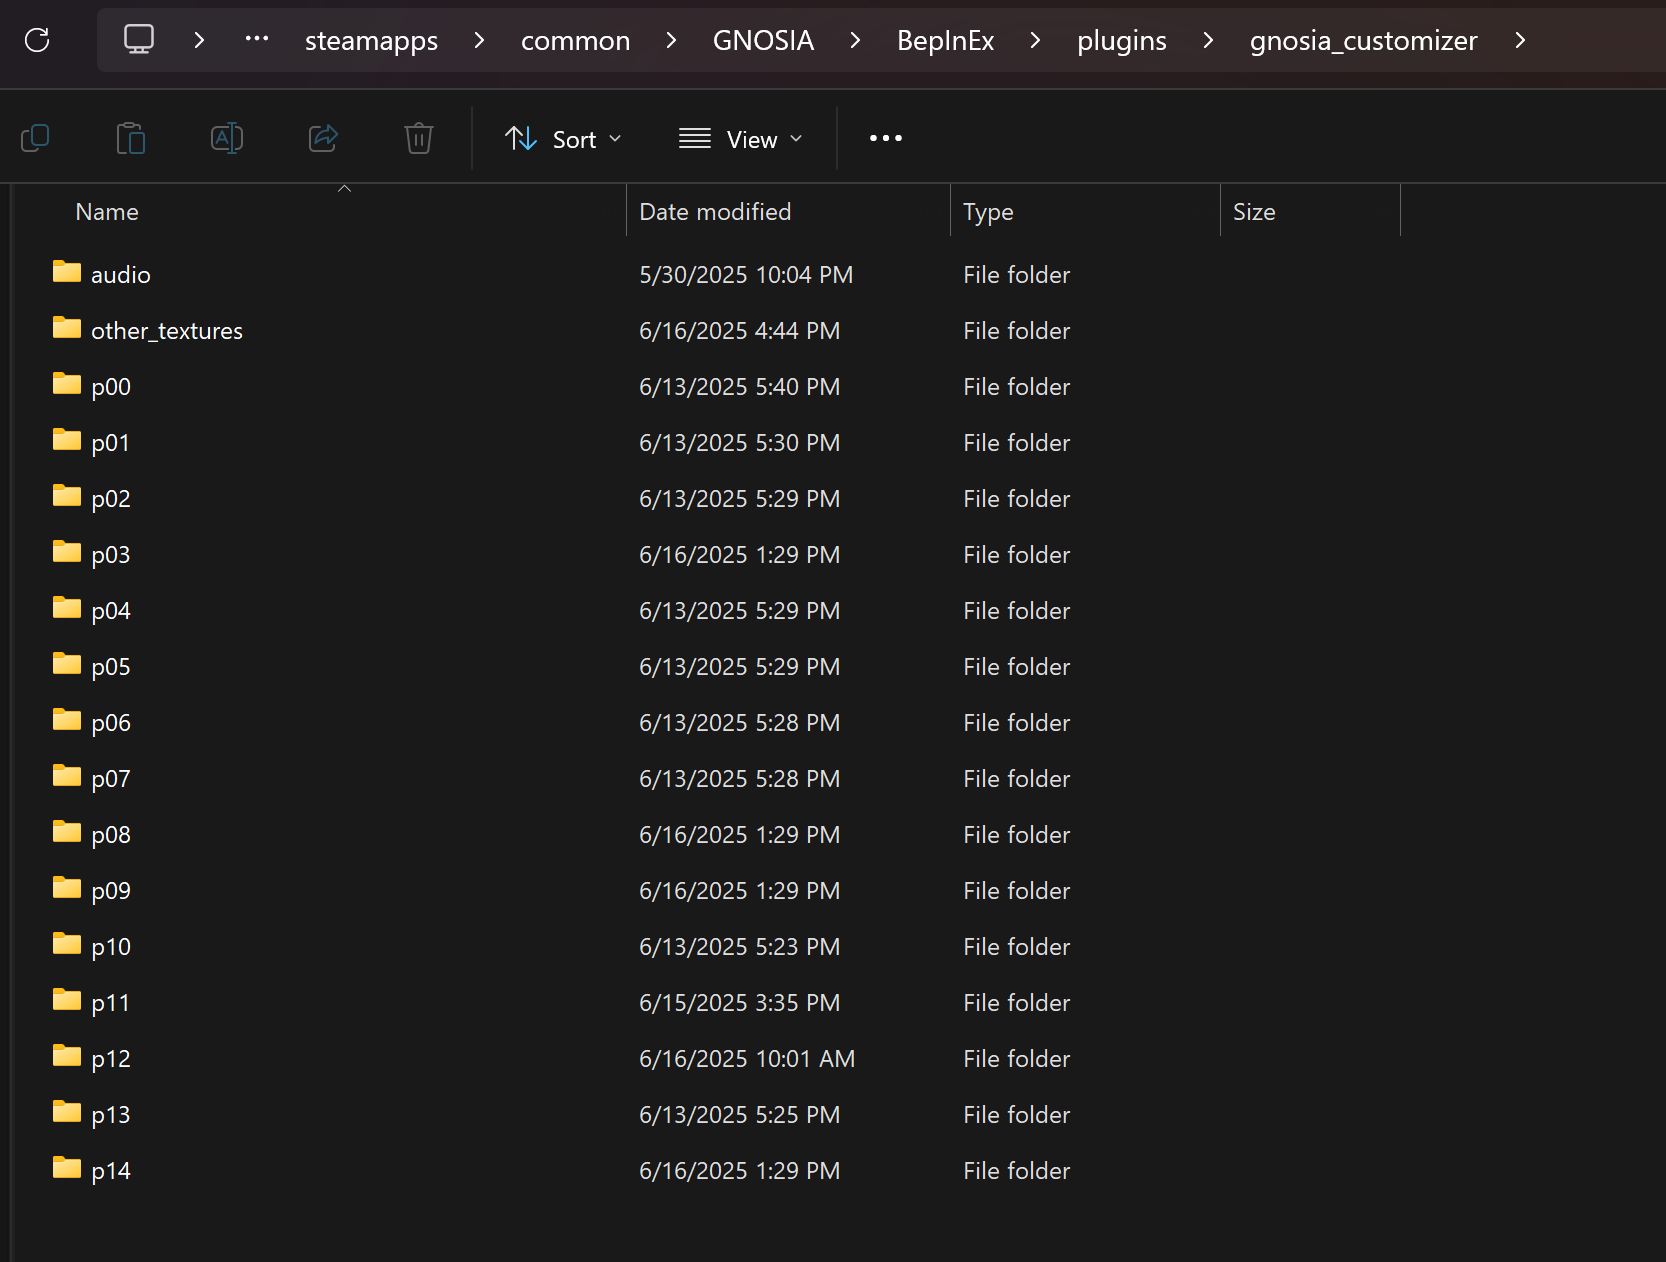 steamapps > common > GNOSIA > BepInEx > plugins > gnosia_customizer >
Sort View
Name Date modified Type Size
audio 5/30/2025 10:04 PM File folder
other_textures 6/16/2025 4:44 PM File folder
p00 6/13/2025 5:40 PM File folder
p01 6/13/2025 5:30 PM File folder
p02 6/13/2025 5:29 PM File folder
p03 6/16/2025 1:29 PM File folder
p04 6/13/2025 5:29 PM File folder
p05 6/13/2025 5:29 PM File folder
p06 6/13/2025 5:28 PM File folder
p07 6/13/2025 5:28 PM File folder
p08 6/16/2025 1:29 PM File folder
p09 6/16/2025 1:29 PM File folder
p10 6/13/2025 5:23 PM File folder
p11 6/15/2025 3:35 PM File folder
p12 6/16/2025 10:01 AM File folder
p13 6/13/2025 5:25 PM File folder
p14 6/16/2025 1:29 PM File folder